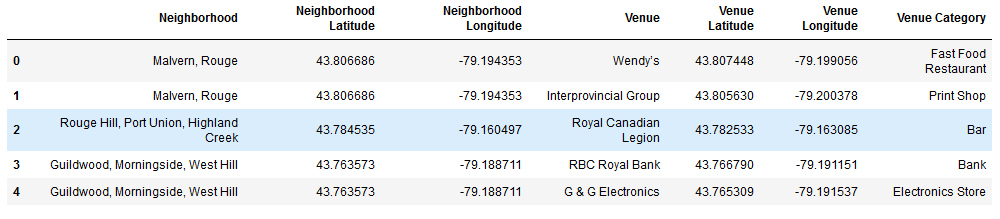 Neighborhood Neighborhood Latitude Neighborhood Longitude Venue Venue Latitude Venue Longitude Venue Category
0 Malvern, Rouge 43.806686 -79.194353 Wendy's 43.807448 -79.199056 Fast Food Restaurant
1 Malvern, Rouge 43.806686 -79.194353 Interprovincial Group 43.805630 -79.200378 Print Shop
2 Rouge Hill, Port Union, Highland Creek 43.784535 -79.160497 Royal Canadian Legion 43.782533 -79.163085 Bar
3 Guildwood, Morningside, West Hill 43.763573 -79.188711 RBC Royal Bank 43.766790 -79.191151 Bank
4 Guildwood, Morningside, West Hill 43.763573 -79.188711 G & G Electronics 43.765309 -79.191537 Electronics Store